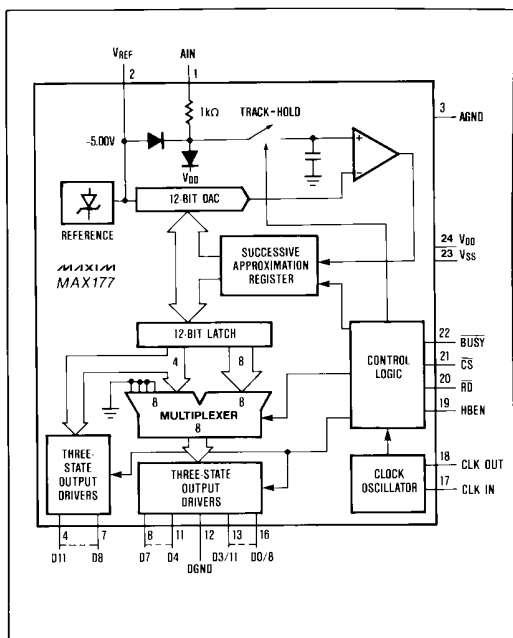 VREF AIN
2 1
3 AGND
1kΩ TRACK-HOLD
-5.00V
+
-
VDD
12-BIT DAC
REFERENCE
24 VDD
23 VSS
SUCCESSIVE
APPROXIMATION
REGISTER
MAXIM
MAX177
12-BIT LATCH
4 8
22 BUSY
21 CS
20 RD
19 HBEN
CONTROL
LOGIC
8 8
MULTIPLEXER
8
THREE-
STATE
OUTPUT
DRIVERS
THREE-STATE
OUTPUT
DRIVERS
CLOCK
OSCILLATOR
18 CLK OUT
17 CLK IN
4 7 8 11 12 13 16
D11 D8 D7 D4 DGND D3/11 D0/8